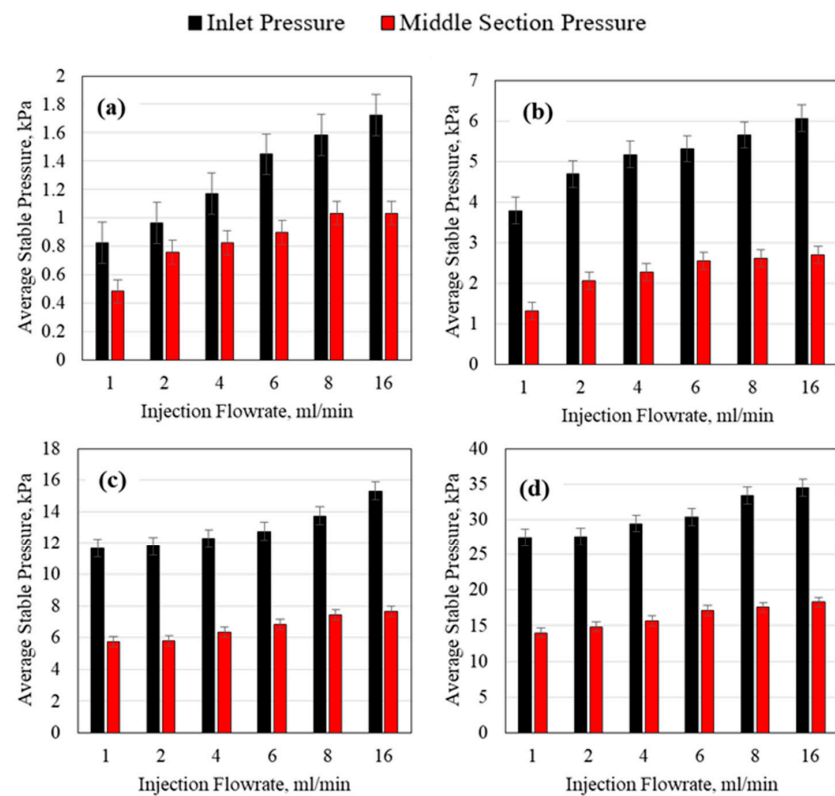 Inlet Pressure Middle Section Pressure
(a)
Average Stable Pressure, kPa
2
1.8
1.6
1.4
1.2
1
0.8
0.6
0.4
0.2
0
1 2 4 6 8 16
Injection Flowrate, ml/min
(b)
Average Stable Pressure, kPa
7
6
5
4
3
2
1
0
1 2 4 6 8 16
Injection Flowrate, ml/min
(c)
Average Stable Pressure, kPa
18
16
14
12
10
8
6
4
2
0
1 2 4 6 8 16
Injection Flowrate, ml/min
(d)
Average Stable Pressure, kPa
40
35
30
25
20
15
10
5
0
1 2 4 6 8 16
Injection Flowrate, ml/min